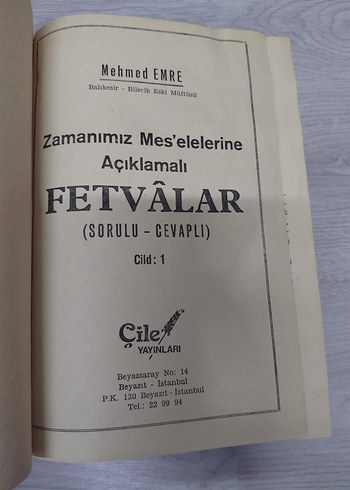 Mehmed EMRE
Balıkesir - Bilecik Eski Müftüsü
Zamanımız Mes'elelerine
Açıklamalı
FETVÂLAR
(SORULU - CEVAPLI)
Cild: 1
Çile
YAYINLARI
Beyazsaray No: 14
Beyazıt - İstanbul
P.K. 130 Beyazıt-İstanbul
Tel.: 22 99 94